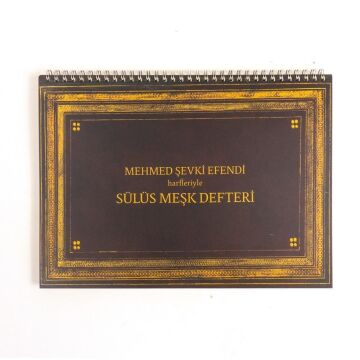 MEHMED ŞEVKİ EFENDİ
harfleriyle
SÜLÜS MEŞK DEFTERİ